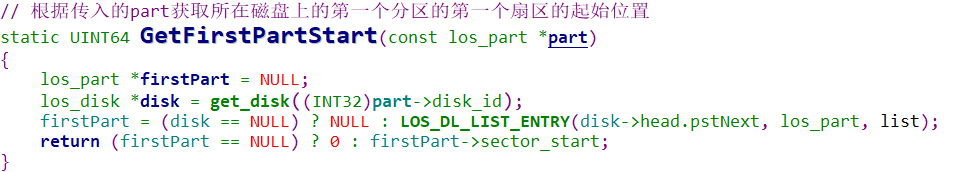 // 根据传入的part获取所在磁盘上的第一个分区的第一个扇区的起始位置
static UINT64 GetFirstPartStart(const los_part *part)
{
    los_part *firstPart = NULL;
    los_disk *disk = get_disk((INT32)part->disk_id);
    firstPart = (disk == NULL) ? NULL : LOS_DL_LIST_ENTRY(disk->head.pstNext, los_part, list);
    return (firstPart == NULL) ? 0 : firstPart->sector_start;
}